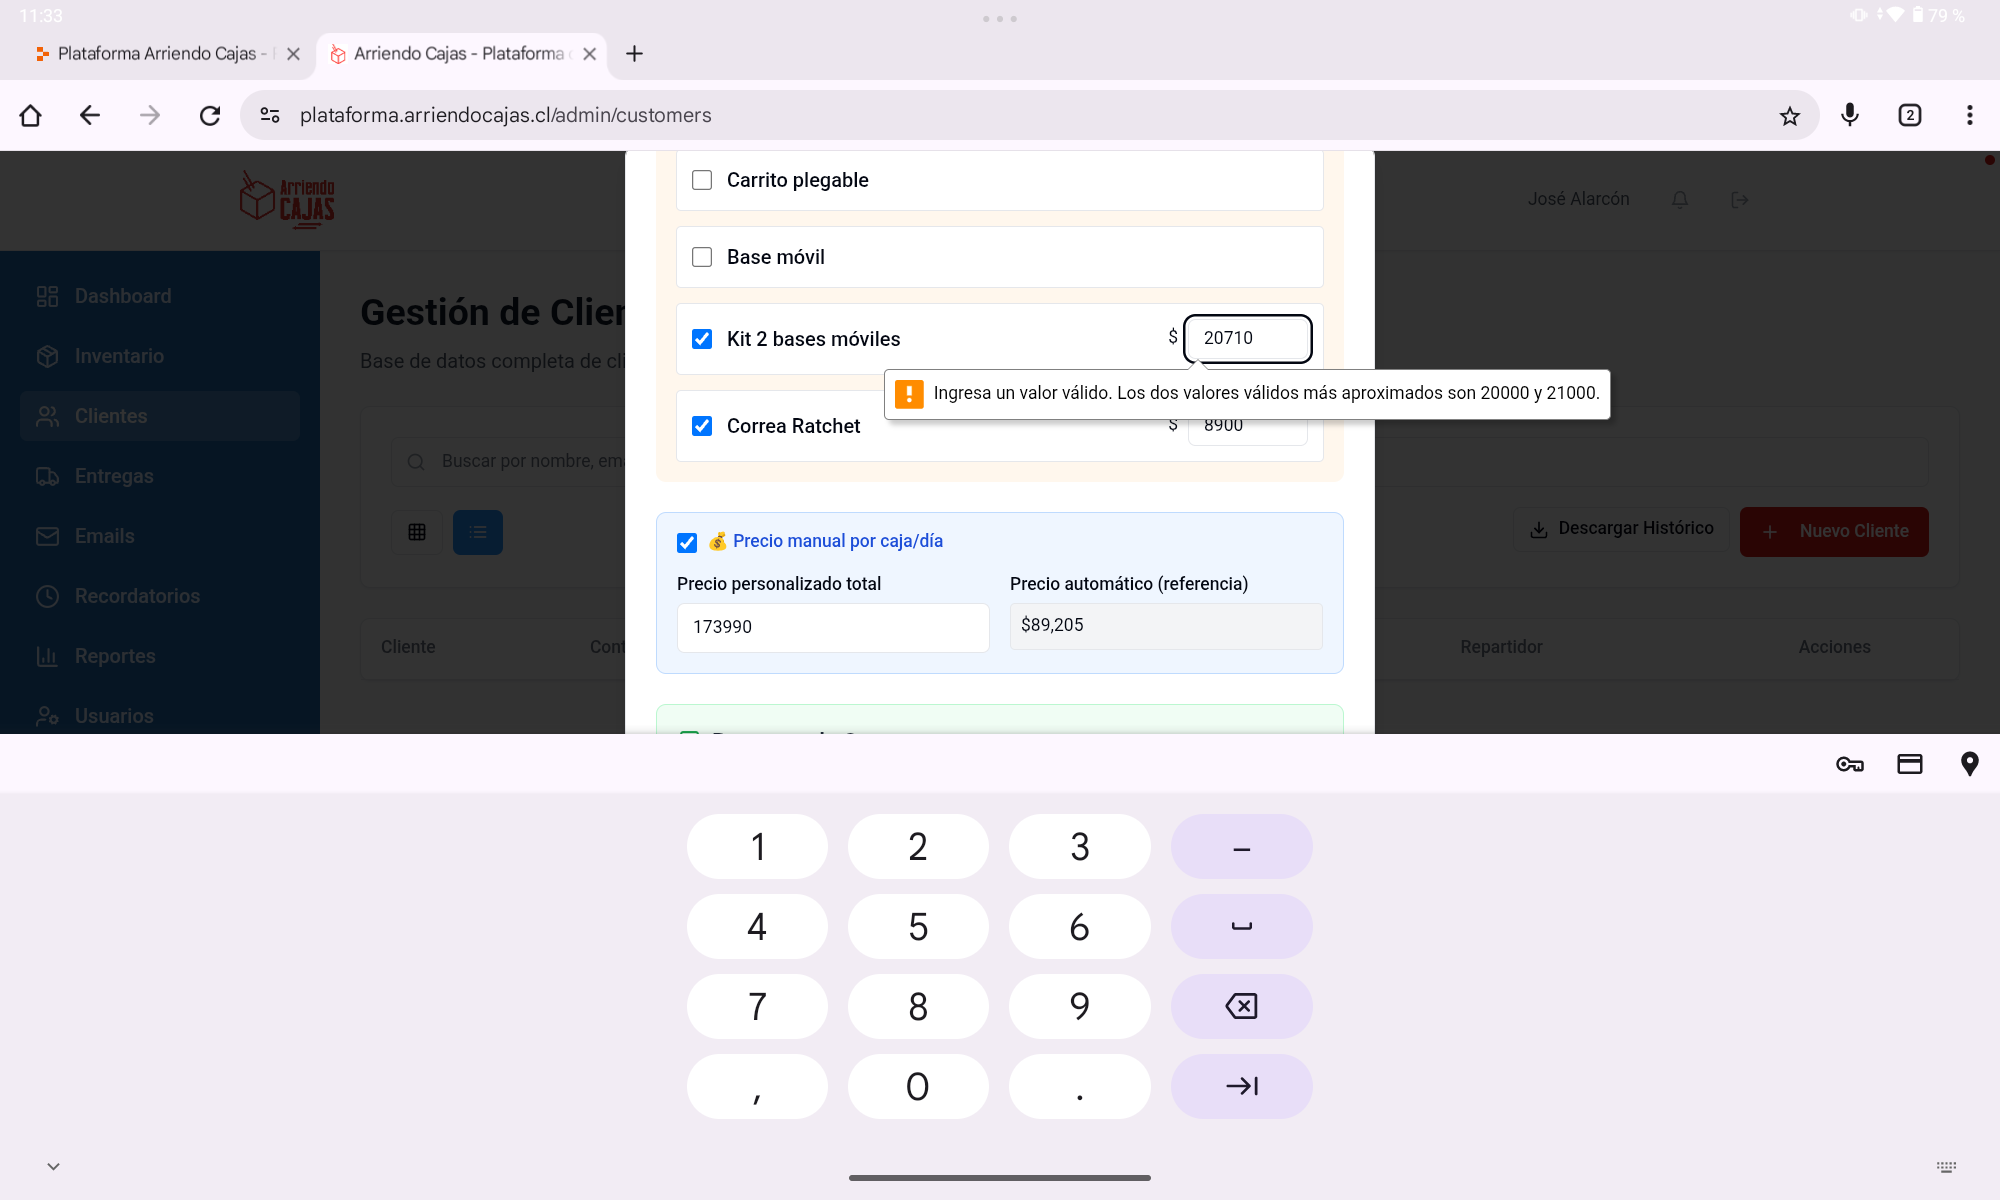 11:33
79 %
Plataforma Arriendo Cajas -
Arriendo Cajas - Plataforma
plataforma.arriendocajas.cl/admin/customers
2
Arriendo
CAJAS
José Alarcón
Dashboard
Inventario
Clientes
Entregas
Emails
Recordatorios
Reportes
Usuarios
Gestión de Clien
Base de datos completa de cli
Buscar por nombre, ema
Descargar Histórico
+ Nuevo Cliente
Cliente
Cont
Repartidor
Acciones
Carrito plegable
Base móvil
Kit 2 bases móviles
$ 20710
Ingresa un valor válido. Los dos valores válidos más aproximados son 20000 y 21000.
Correa Ratchet
$ 8900
Precio manual por caja/día
Precio personalizado total
173990
Precio automático (referencia)
$89,205
1 2 3 –
4 5 6
7 8 9
, 0 .